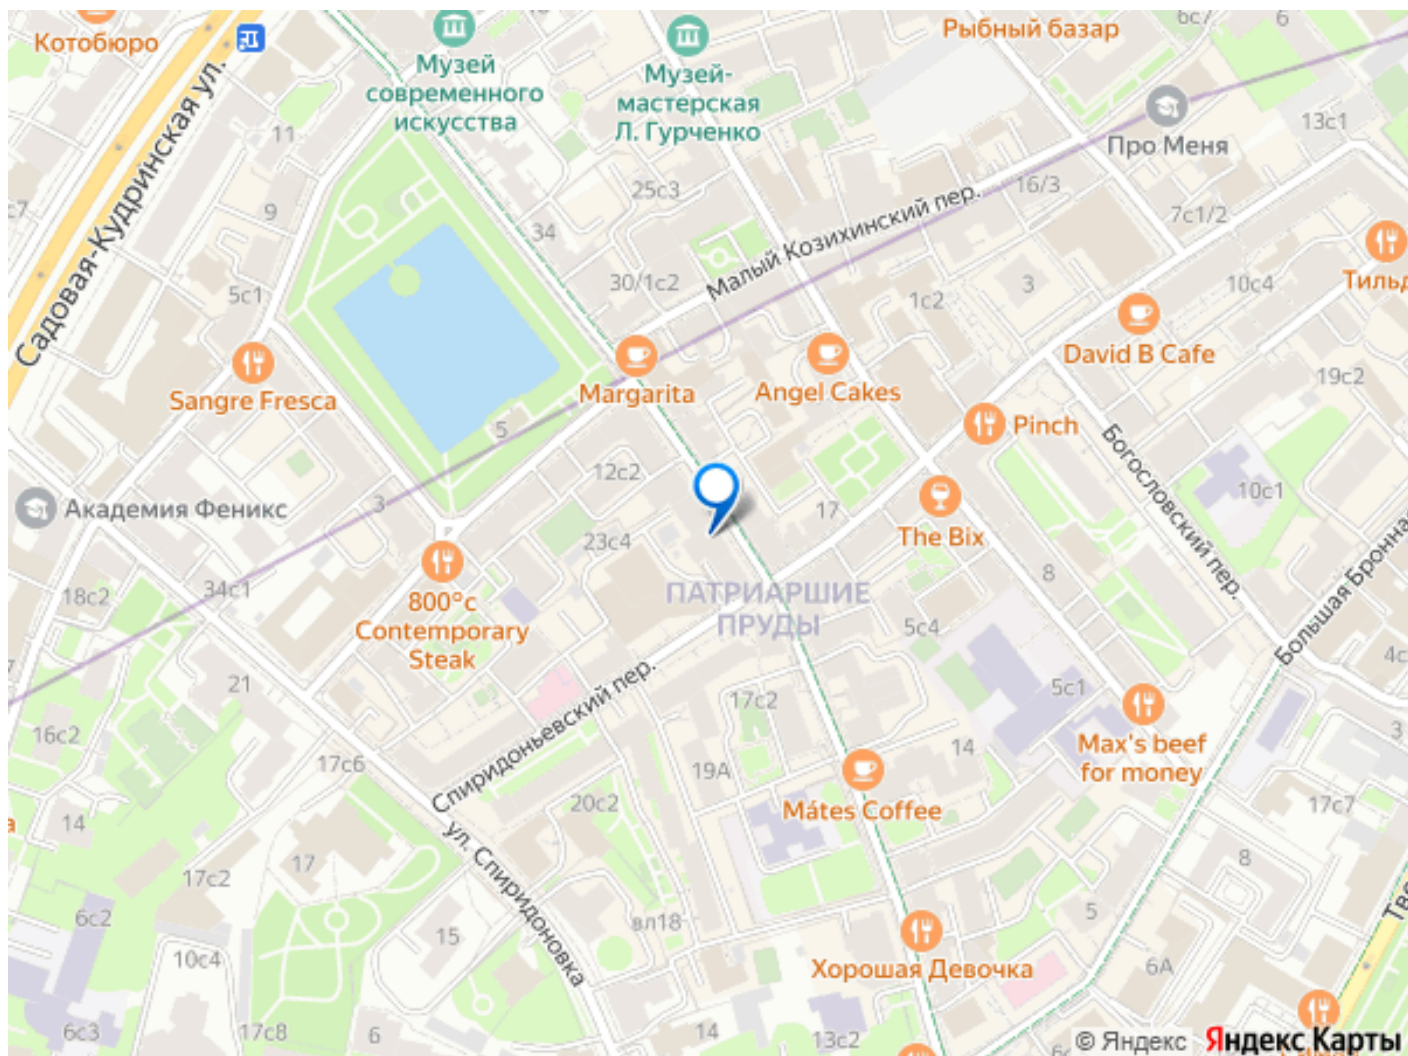 Котобюро
Музей
современного
искусства
Музей-
мастерская
Л. Гурченко
Рыбный базар
6с7
6
13с1
Про Меня
Садовая-Кудринская ул.
11
9
25с3
34
16/3
7с1/2
Малый Козихинский пер.
30/1с2
5с1
1с2
3
10с4
Тильд
Sangre Fresca
Margarita
Angel Cakes
David B Cafe
19с2
Pinch
5
12с2
Богословский пер.
10с1
3
Академия Феникс
17
The Bix
23с4
Большая Бронная
18с2
34с1
800°с
Contemporary
Steak
ПАТРИАРШИЕ
ПРУДЫ
8
5с4
4с
21
Спиридоньевский пер.
17с2
5с1
16с2
17с6
19А
14
Max's beef
for money
3
Mátes Coffee
20с2
17с7
14
ул. Спиридоновка
17
17с2
8
6с2
вл18
5
15
10с4
Хорошая Девочка
6А
Тво
6с3
17с8
6
14
13с2
6с
© Яндекс
Яндекс Карты